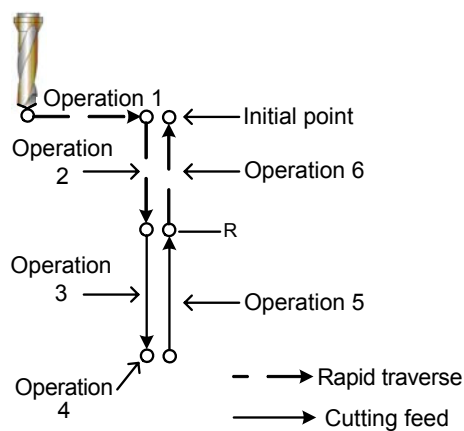 Operation 1
Initial point
Operation
2
Operation 6
R
Operation
3
Operation 5
Operation
4
Rapid traverse
Cutting feed